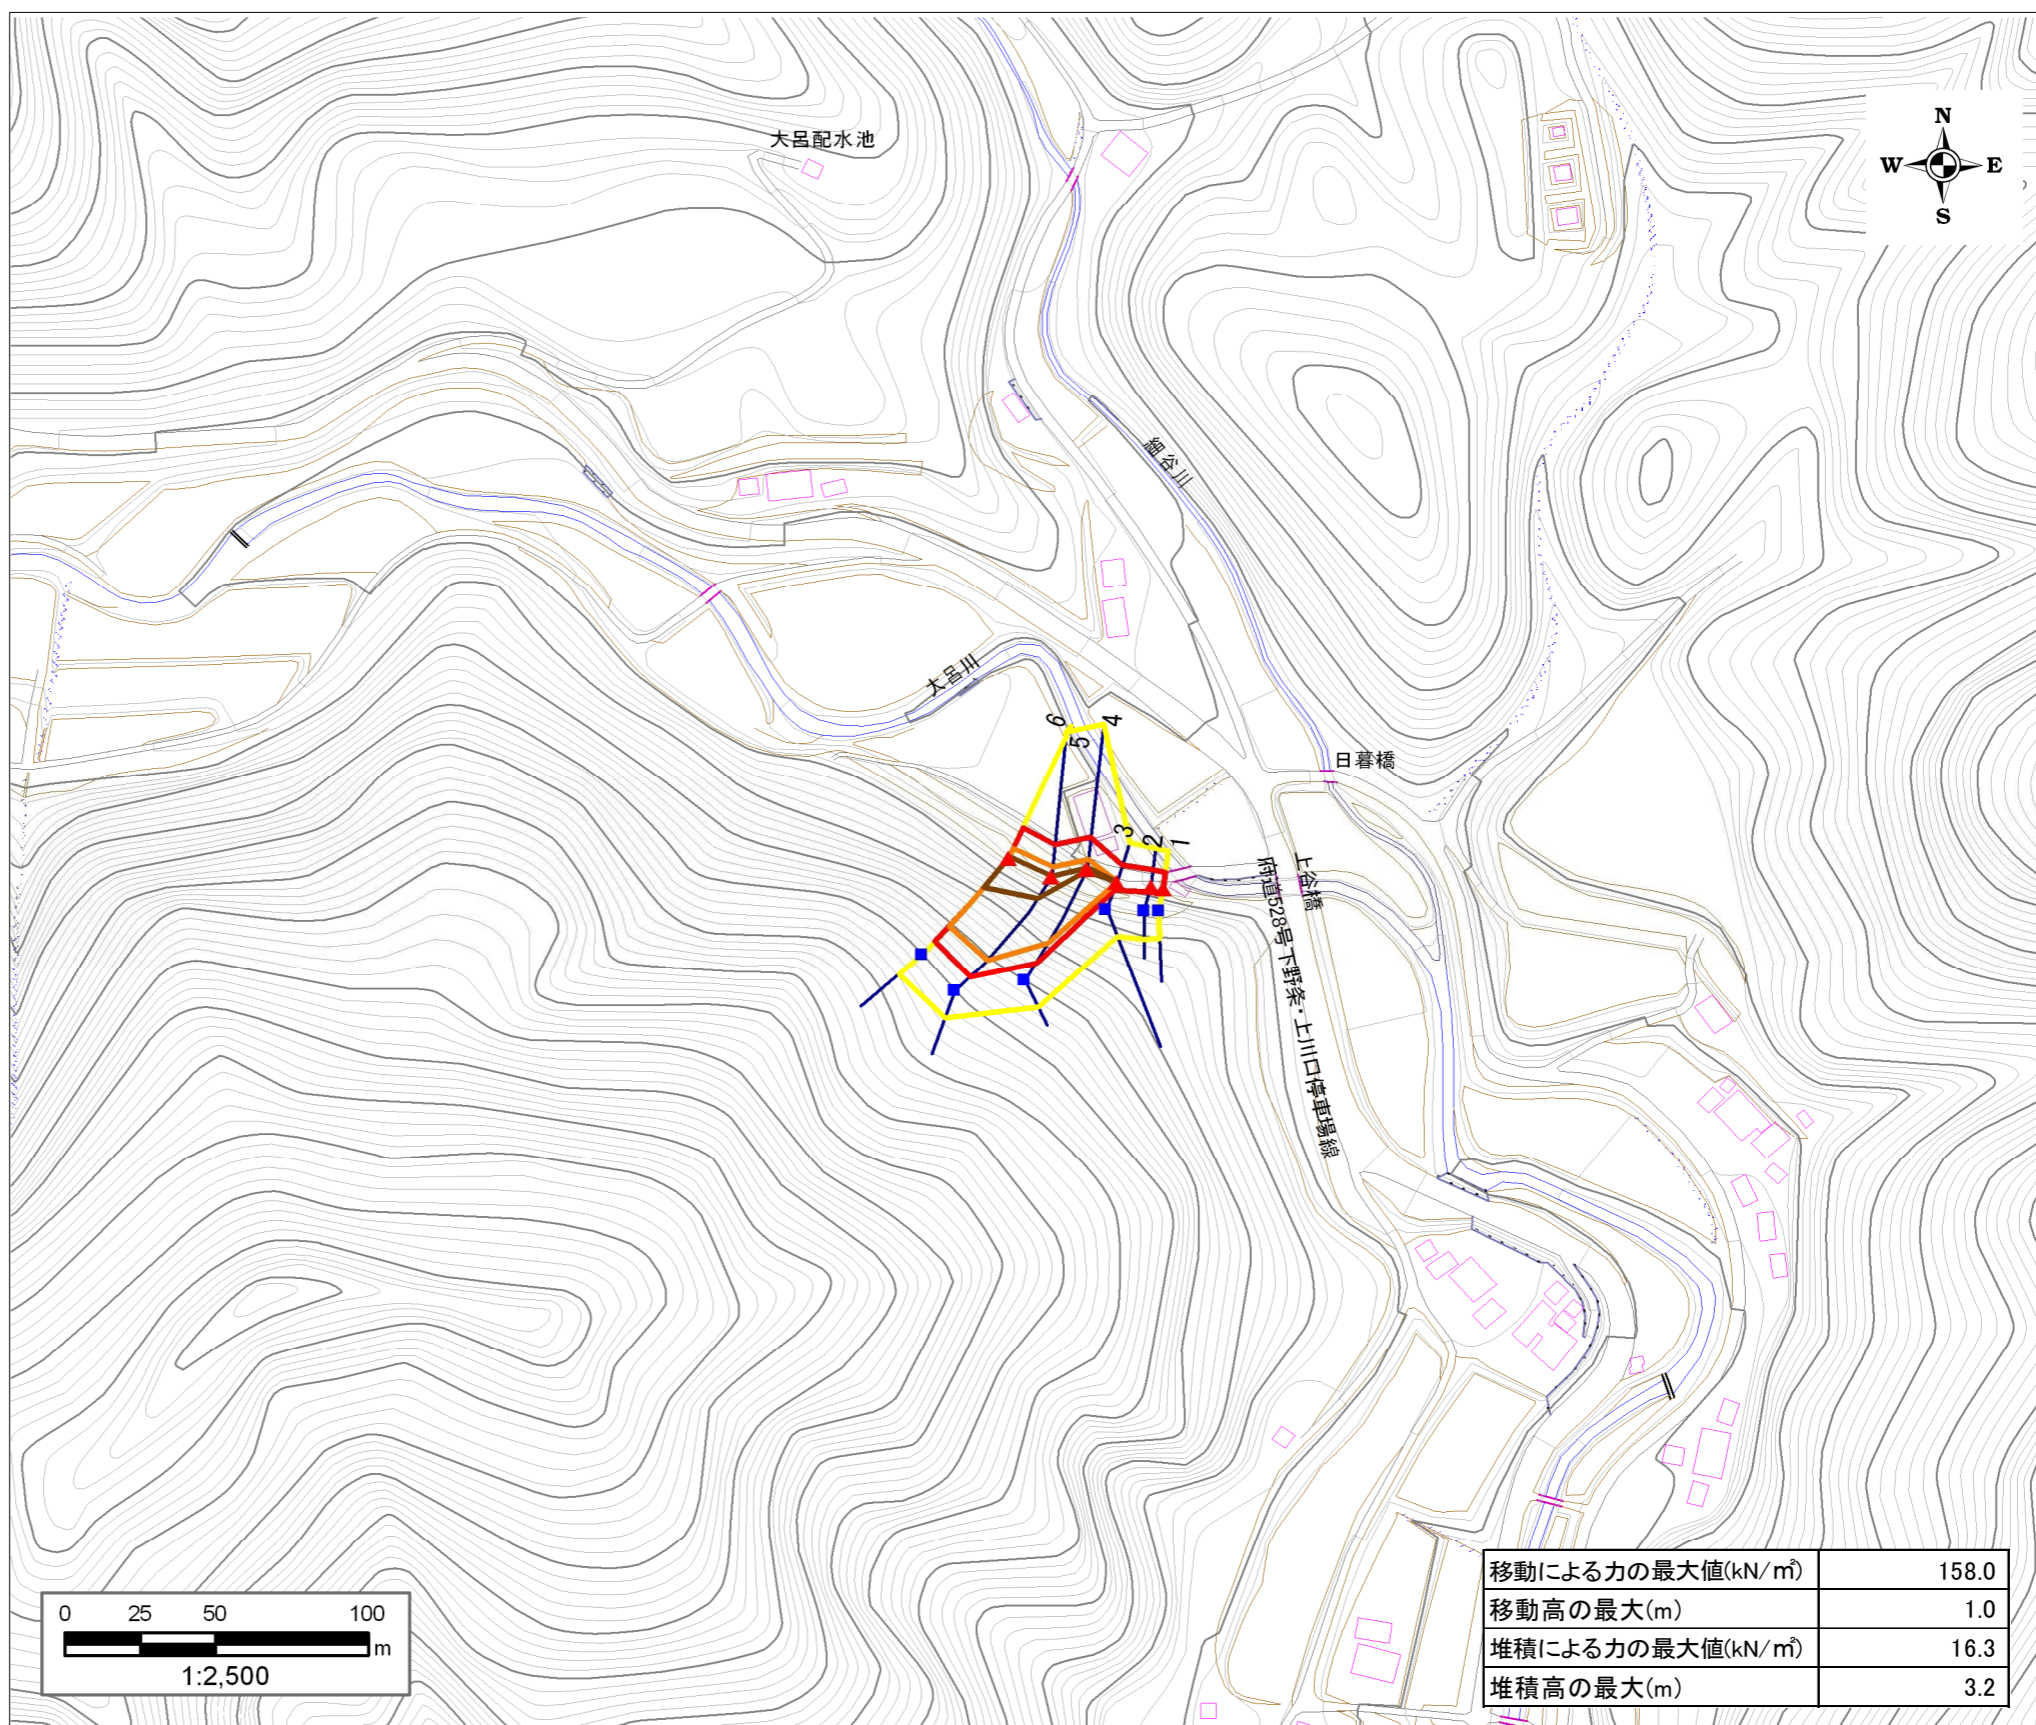 大呂配水池
N
W
E
S
細谷川
大呂川
6
5
4
日暮橋
3
2
1
上谷橋
府道528号下野条・上川口停車場線
移動による力の最大値(kN/㎡) 158.0
移動高の最大(m) 1.0
堆積による力の最大値(kN/㎡) 16.3
堆積高の最大(m) 3.2
0 25 50 100
m
1:2,500